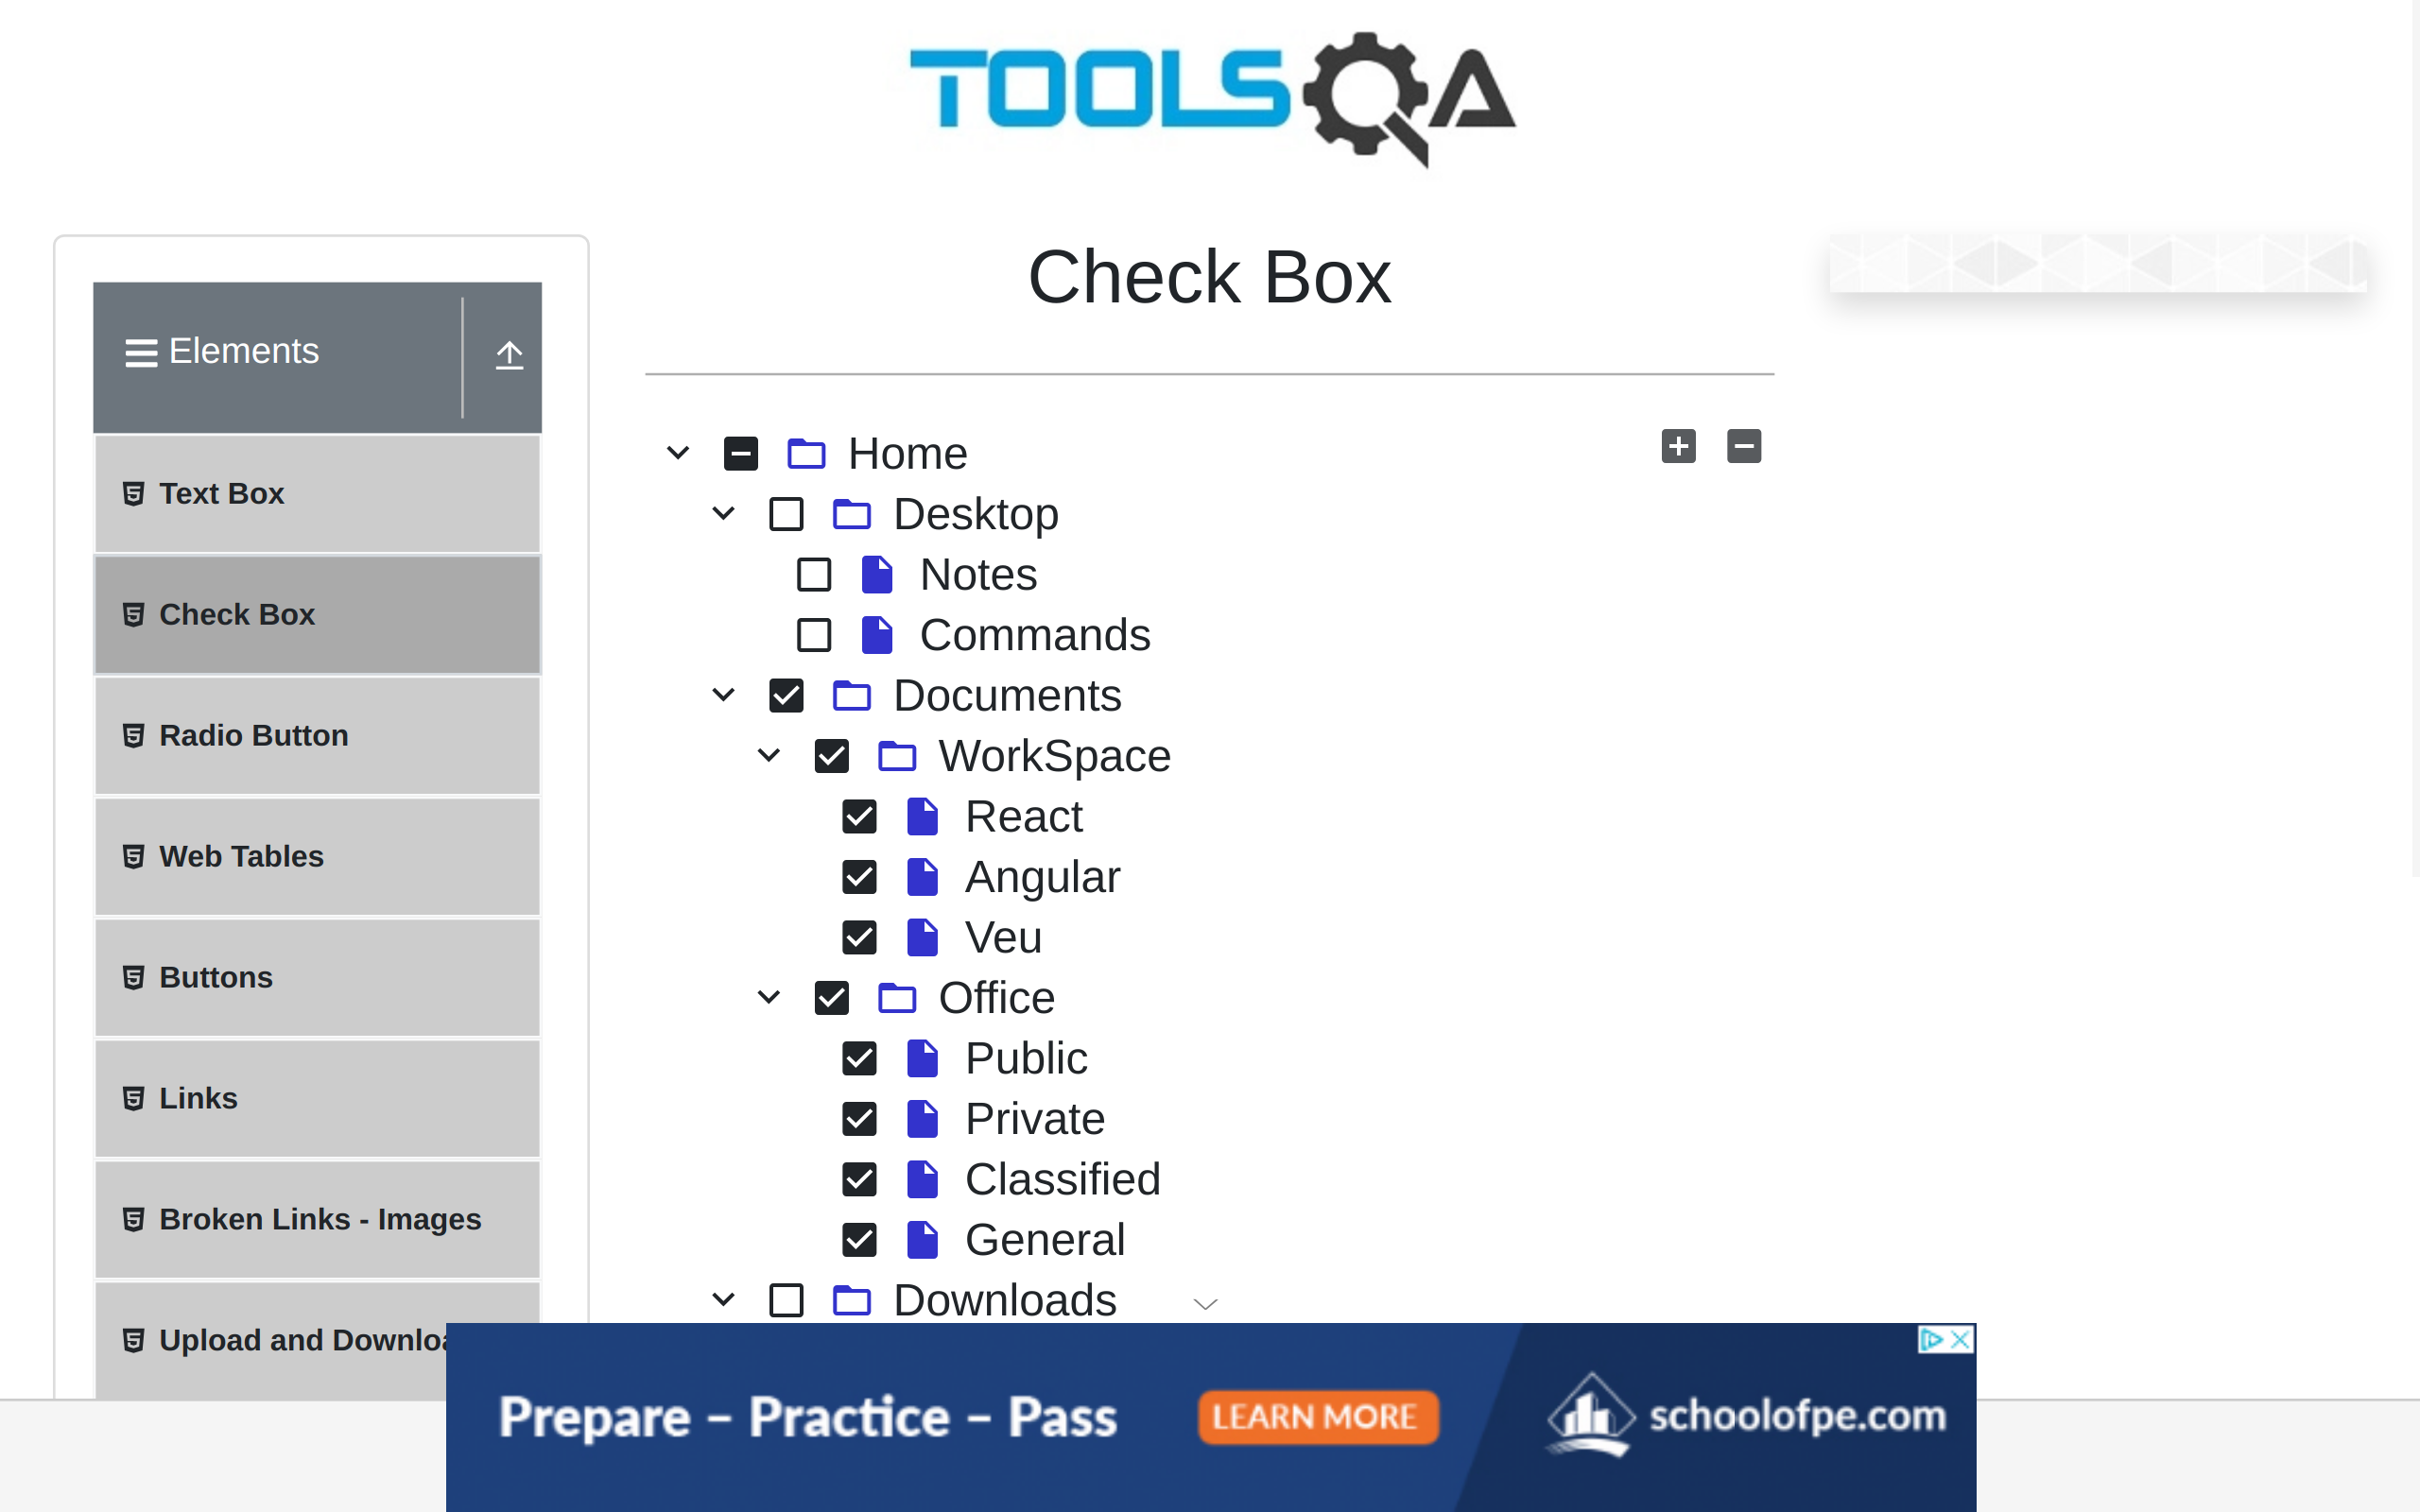 TOOLSQA
Check Box
Elements
Text Box
Check Box
Radio Button
Web Tables
Buttons
Links
Broken Links - Images
Upload and Downloa
Home
Desktop
Notes
Commands
Documents
WorkSpace
React
Angular
Veu
Office
Public
Private
Classified
General
Downloads
Prepare – Practice – Pass
LEARN MORE
schoolofpe.com